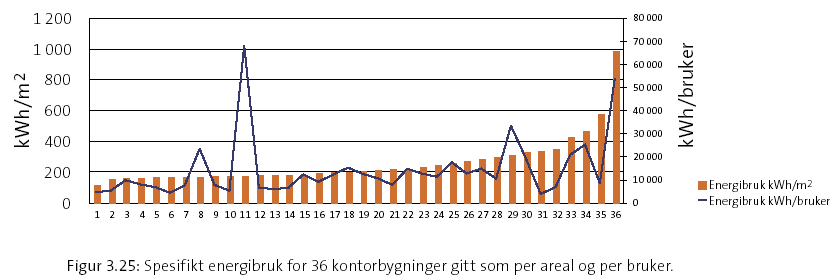 1 200
1 000
800
600
400
200
0
kWh/m²
80 000
70 000
60 000
50 000
40 000
30 000
20 000
10 000
0
kWh/bruker
1 2 3 4 5 6 7 8 9 10 11 12 13 14 15 16 17 18 19 20 21 22 23 24 25 26 27 28 29 30 31 32 33 34 35 36
Energibruk kWh/m²
Energibruk kWh/bruker
Figur 3.25: Spesifikt energibruk for 36 kontorbygninger gitt som per areal og per bruker.